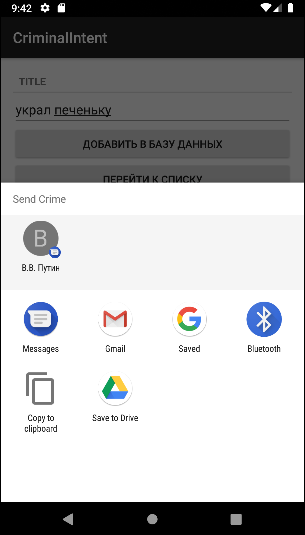 9:42
CriminalIntent
TITLE
украл печеньку
ДОБАВИТЬ В БАЗУ ДАННЫХ
ПЕРЕЙТИ К СПИСКУ
Send Crime
В
В.В. Путин
Messages
Gmail
Saved
Bluetooth
Copy to
clipboard
Save to Drive